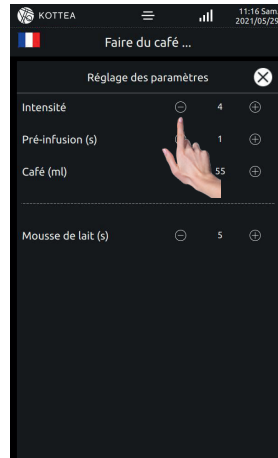 KOTTEA
11:16 Sam.
2021/05/29
Faire du café ...
Réglage des paramètres
Intensité 4
Pré-infusion (s) 1
Café (ml) 55
Mousse de lait (s) 5